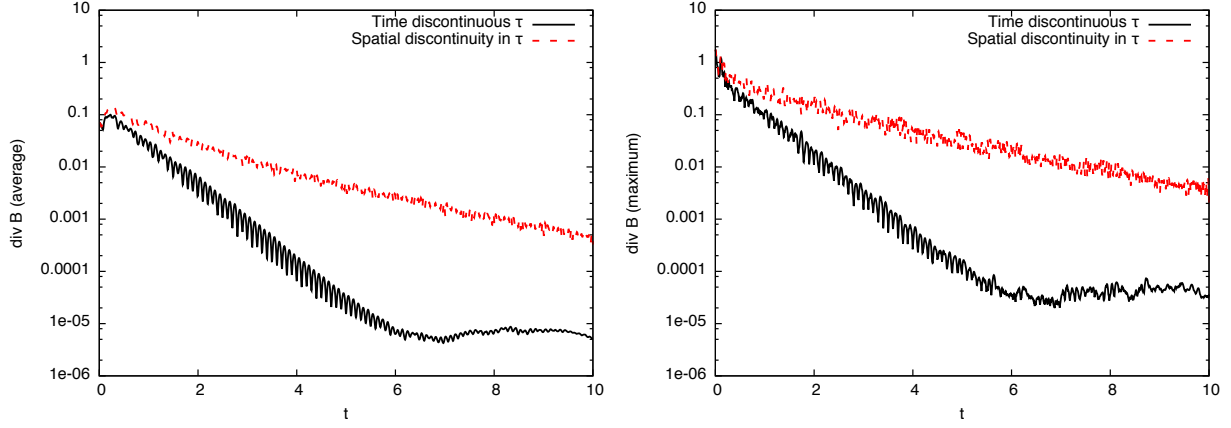 10
1
0.1
0.01
0.001
0.0001
1e-05
1e-06
div B (average)
Time discontinuous τ
Spatial discontinuity in τ
0 2 4 6 8 10
t
10
1
0.1
0.01
0.001
0.0001
1e-05
1e-06
div B (maximum)
Time discontinuous τ
Spatial discontinuity in τ
0 2 4 6 8 10
t